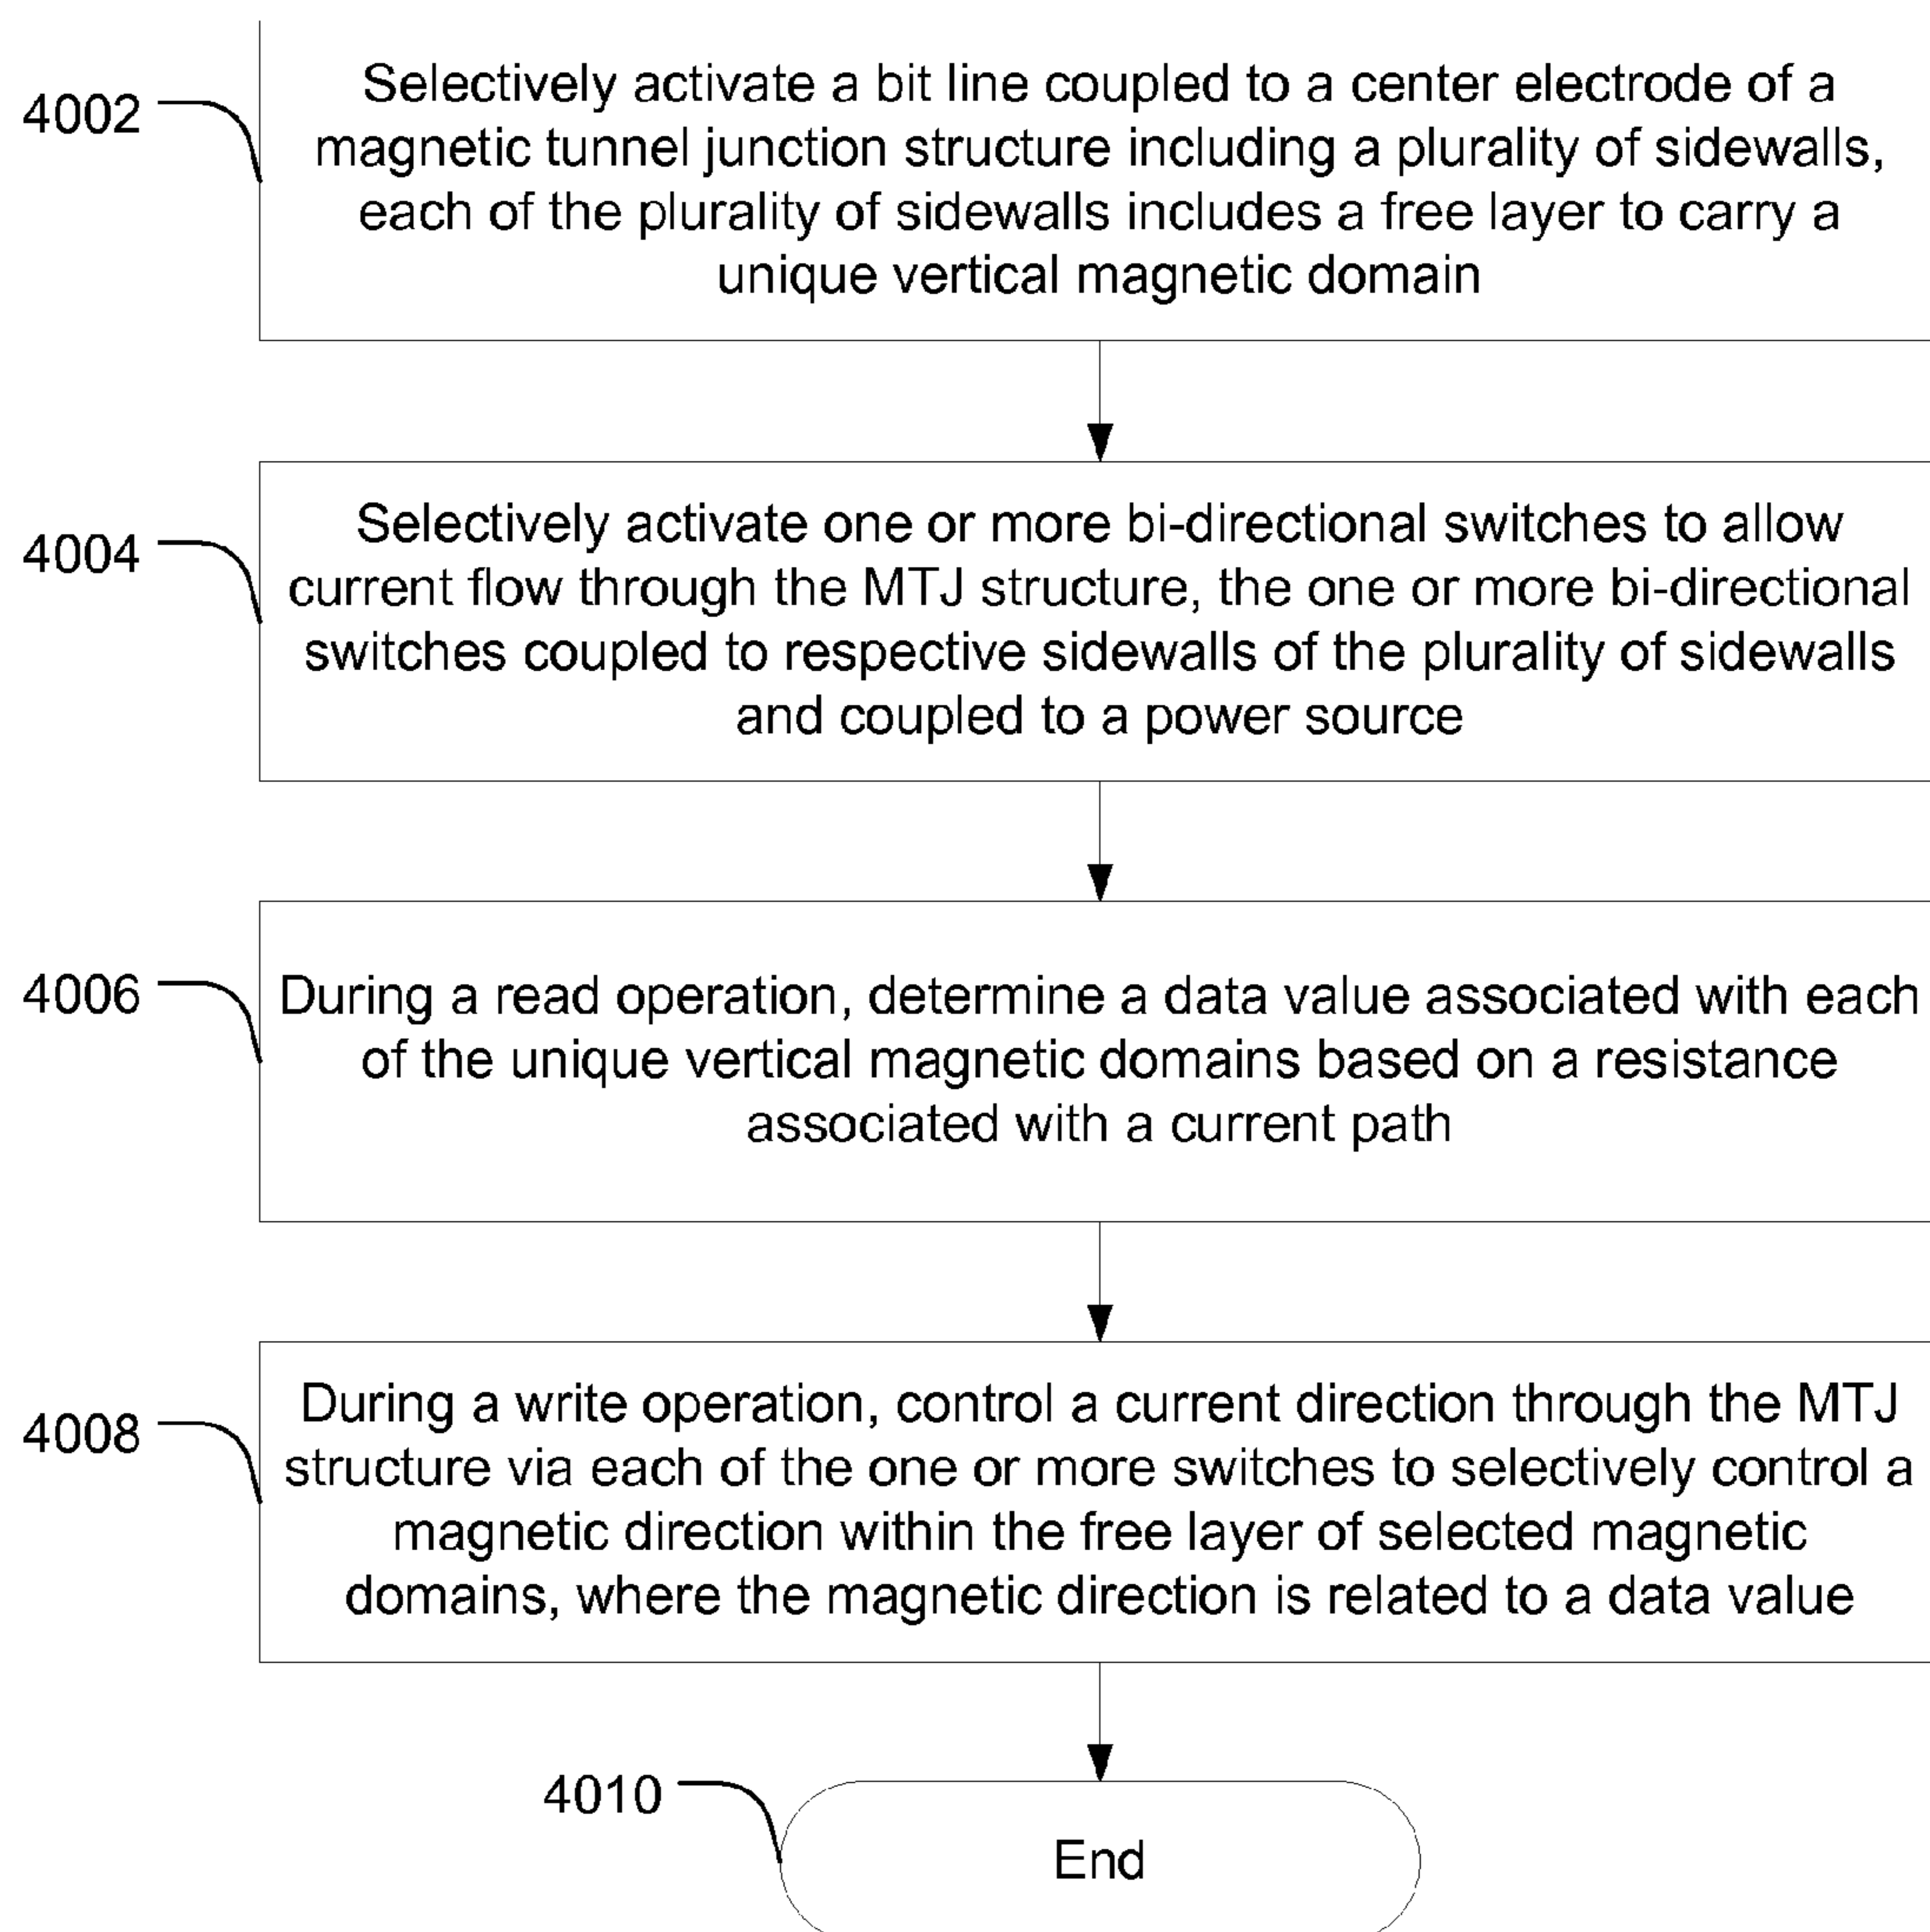 4002
Selectively activate a bit line coupled to a center electrode of a
magnetic tunnel junction structure including a plurality of sidewalls,
each of the plurality of sidewalls includes a free layer to carry a
unique vertical magnetic domain
4004
Selectively activate one or more bi-directional switches to allow
current flow through the MTJ structure, the one or more bi-directional
switches coupled to respective sidewalls of the plurality of sidewalls
and coupled to a power source
4006
During a read operation, determine a data value associated with each
of the unique vertical magnetic domains based on a resistance
associated with a current path
4008
During a write operation, control a current direction through the MTJ
structure via each of the one or more switches to selectively control a
magnetic direction within the free layer of selected magnetic
domains, where the magnetic direction is related to a data value
4010
End